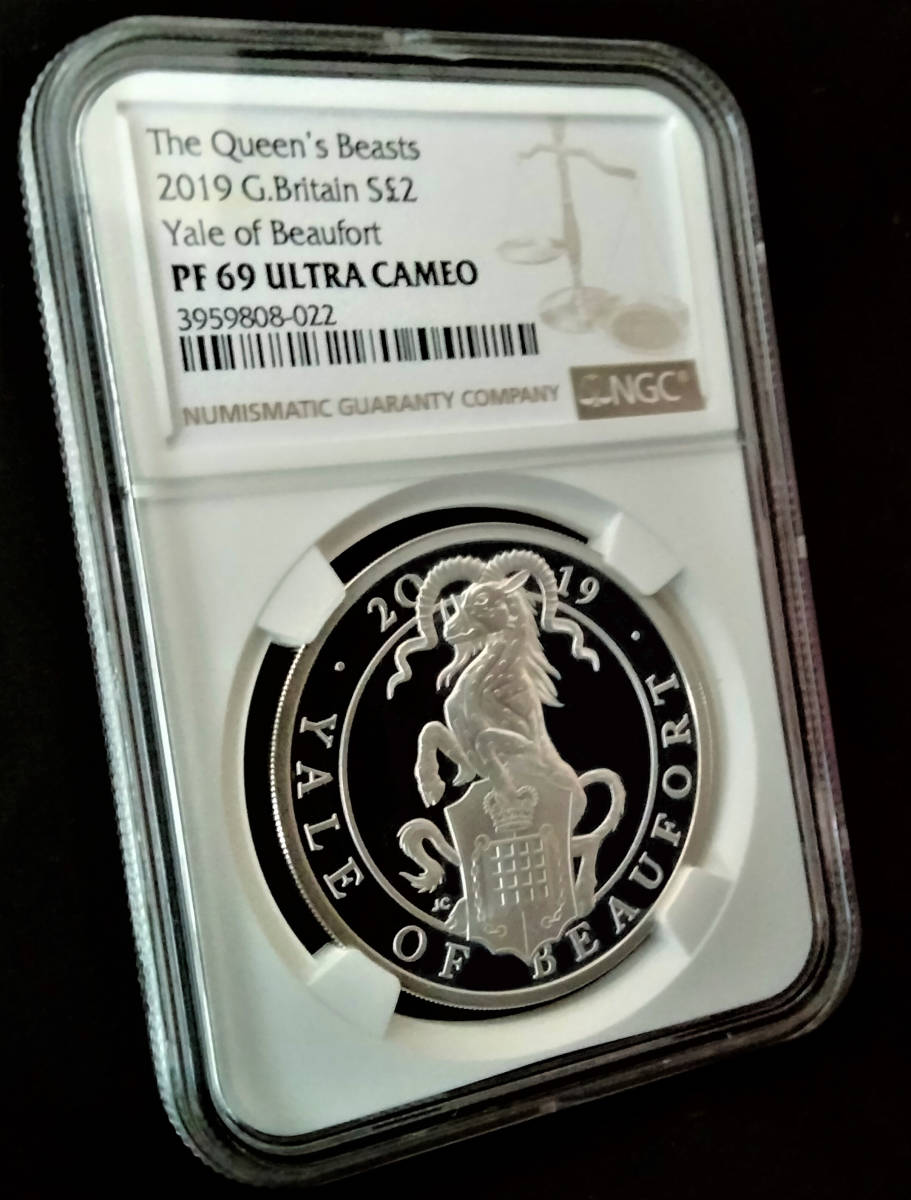 The Queen's Beasts
2019 G.Britain S£2
Yale of Beaufort
PF 69 ULTRA CAMEO
3959808-022
NUMISMATIC GUARANTY COMPANY NGC®
2019
· YALE OF BEAUFORT ·
JC